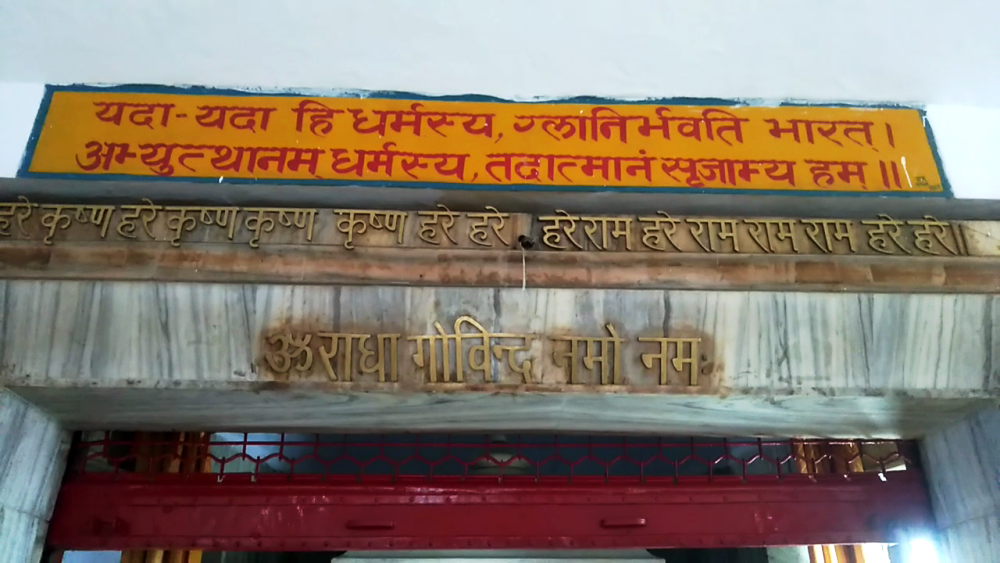 यदा-यदा हि धर्मस्य, ग्लानिर्भवति भारत्।
अभ्युत्थानम् धर्मस्य, तदात्मानं सूजाम्य हम् ॥
हरे कृष्ण हरे कृष्ण कृष्ण कृष्ण हरे हरे हरे राम हरे राम राम राम हरे हरे ॥
ॐ राधा गोविन्द नमो नमः